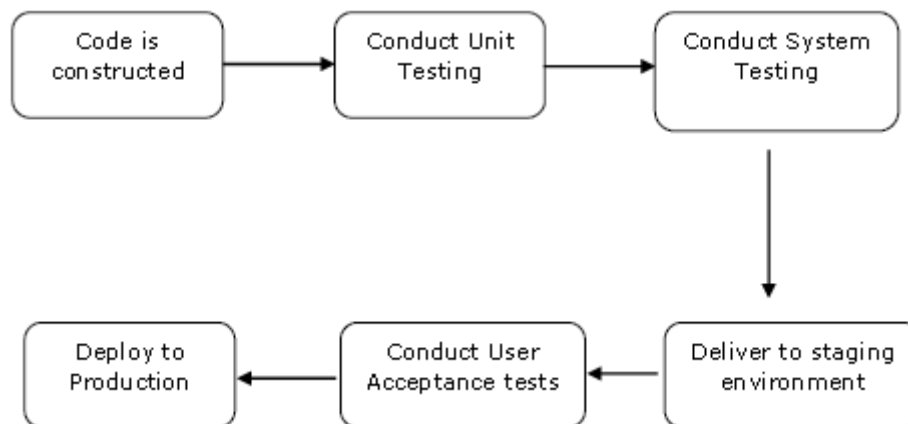 Code is
constructed
Conduct Unit
Testing
Conduct System
Testing
Deliver to staging
environment
Conduct User
Acceptance tests
Deploy to
Production